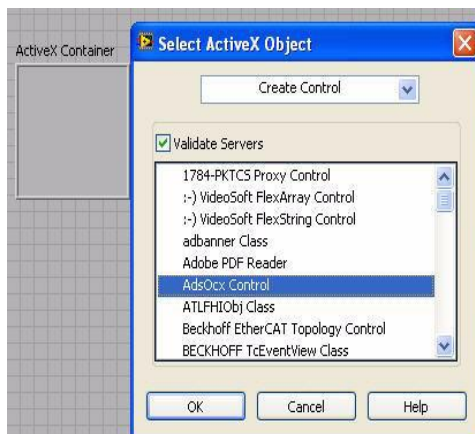 ActiveX Container
Select ActiveX Object
Create Control
Validate Servers
1784-PKTCS Proxy Control
:-) VideoSoft FlexArray Control
:-) VideoSoft FlexString Control
adbanner Class
Adobe PDF Reader
AdsOcx Control
ATLFHIObj Class
Beckhoff EtherCAT Topology Control
BECKHOFF TcEventView Class
OK
Cancel
Help